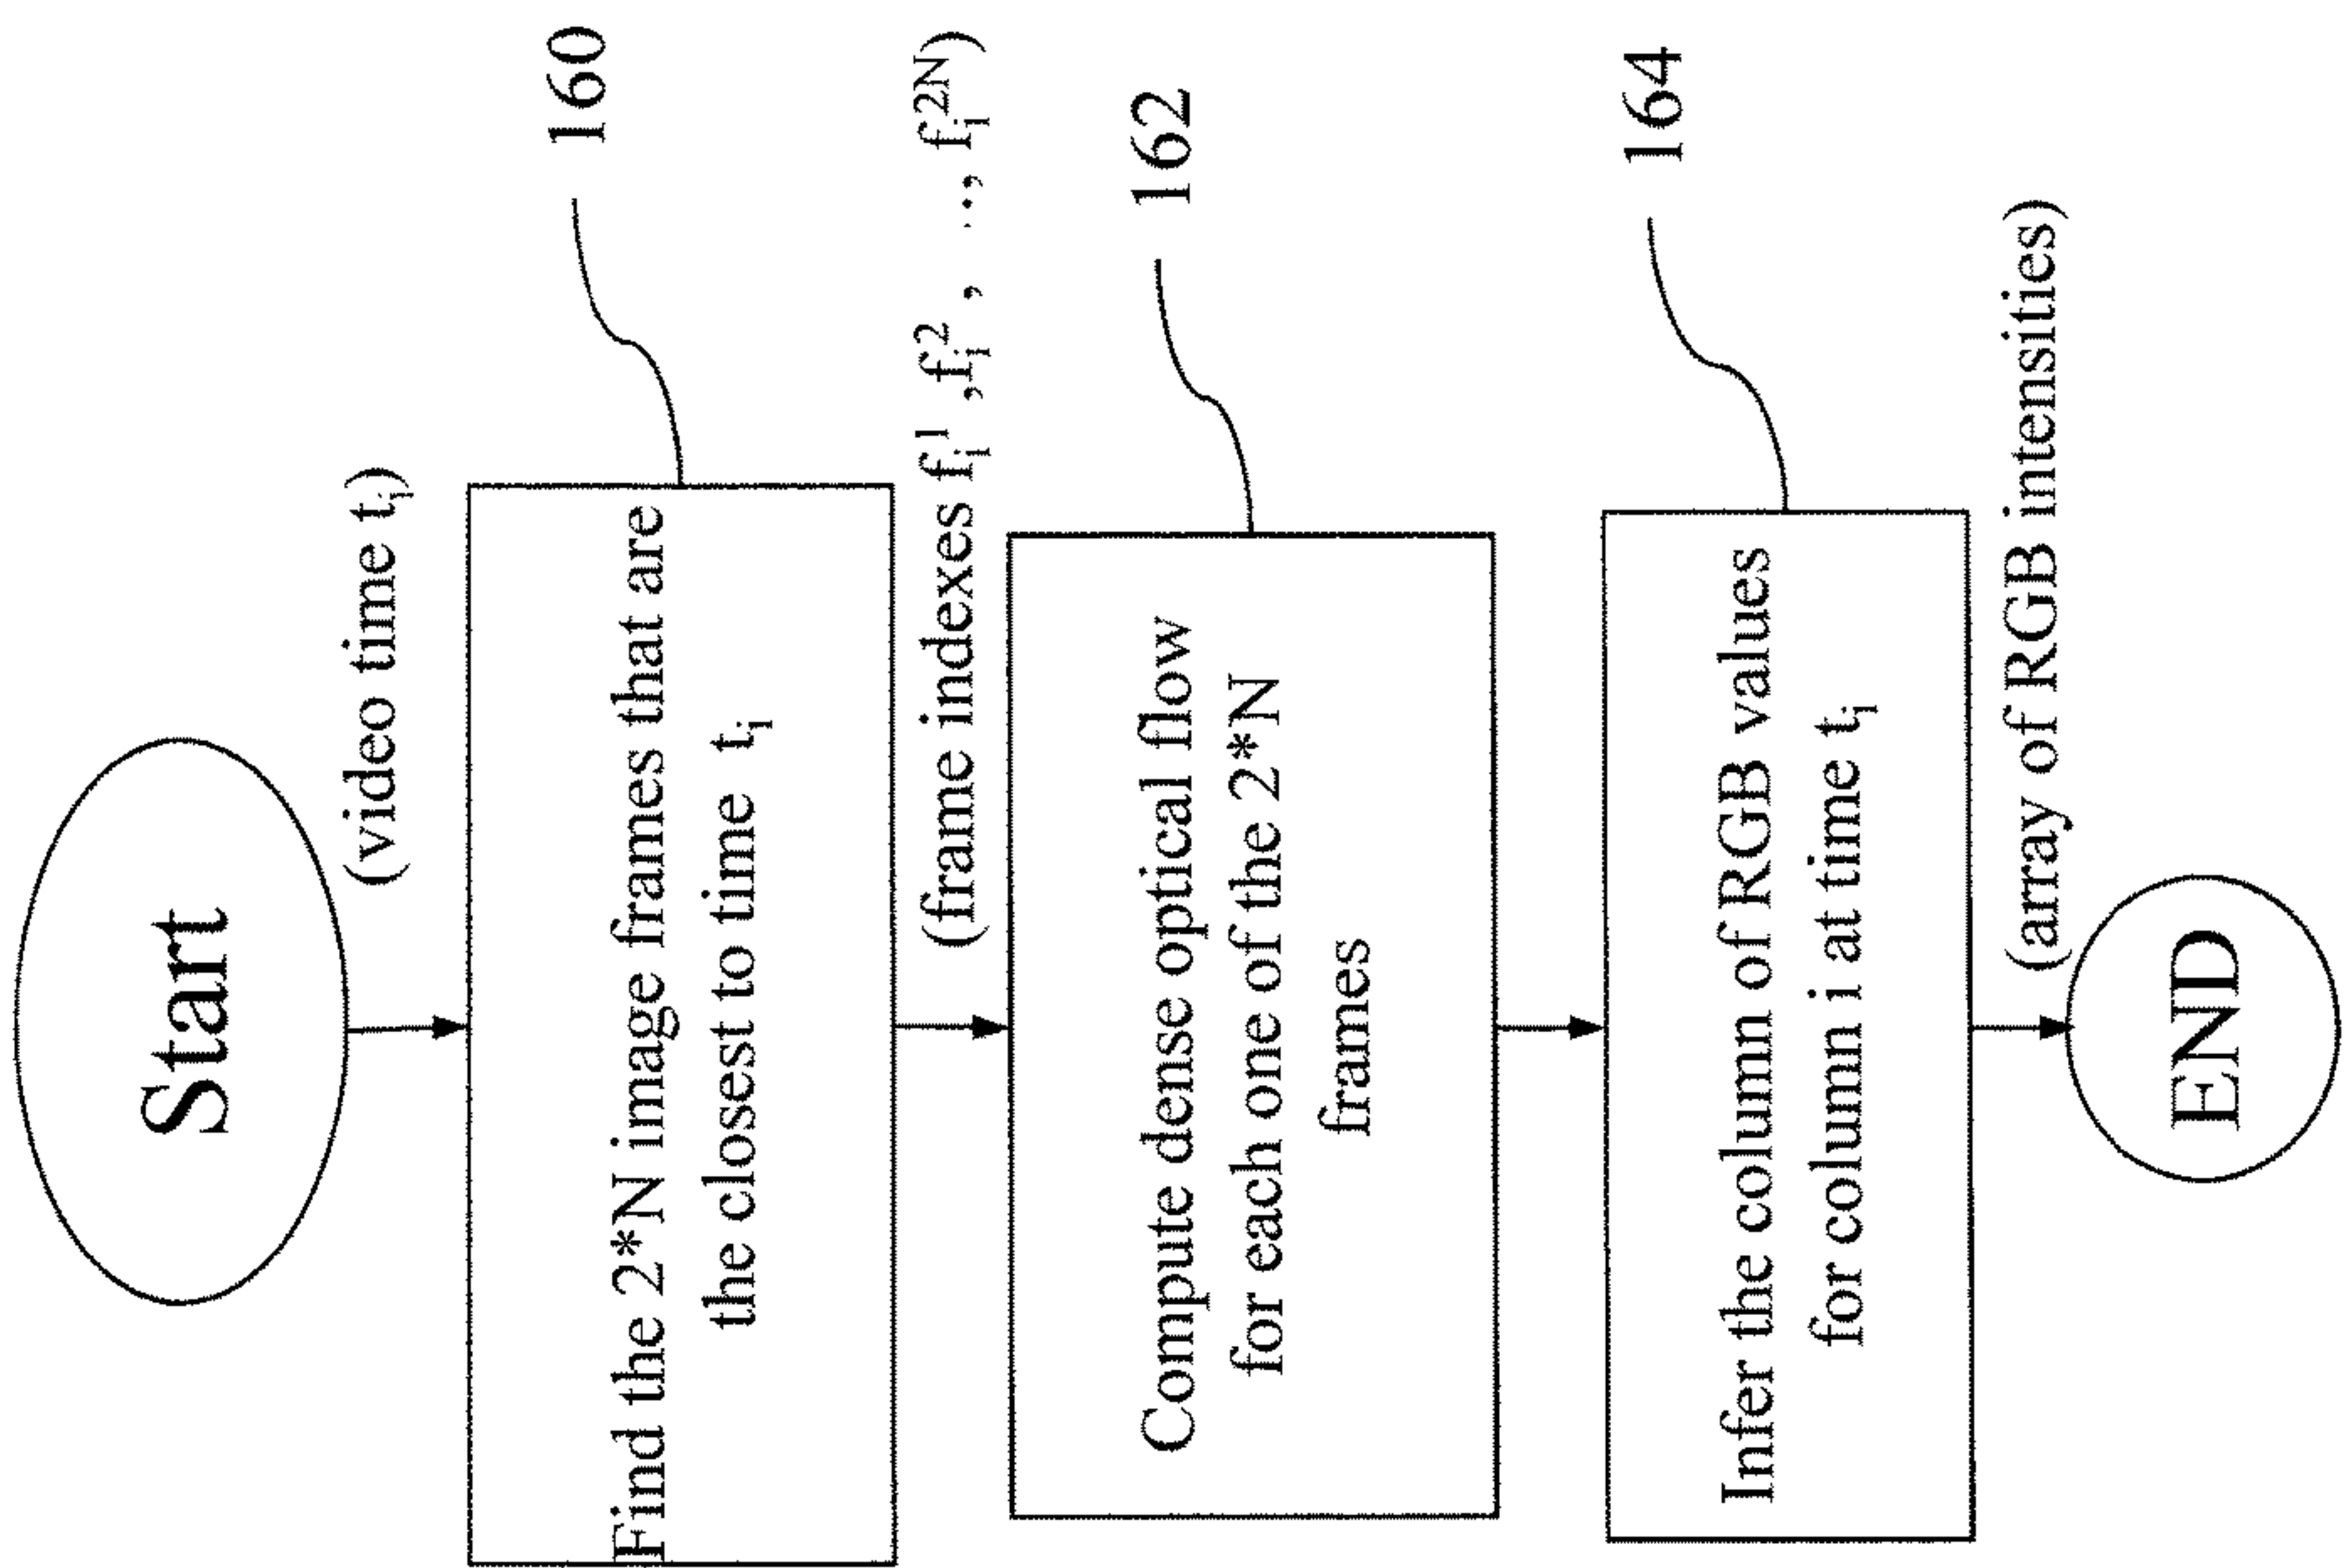 Start
(video time tᵢ)
160
Find the 2*N image frames that are
the closest to time tᵢ
(frame indexes fᵢ¹ ,fᵢ² , ..., fᵢ²ᴺ)
162
Compute dense optical flow
for each one of the 2*N
frames
164
Infer the column of RGB values
for column i at time tᵢ
(array of RGB intensities)
END